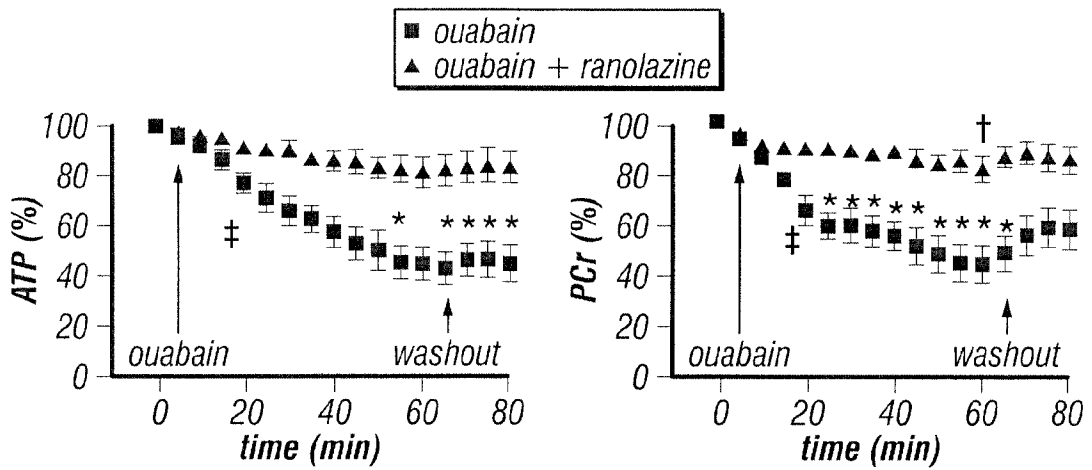 ouabain
ouabain + ranolazine
100
80
60
40
20
0
ATP (%)
‡
*
* * * *
ouabain
washout
0 20 40 60 80
time (min)
100
80
60
40
20
0
PCr (%)
†
‡
* * * * * * * * *
ouabain
washout
0 20 40 60 80
time (min)